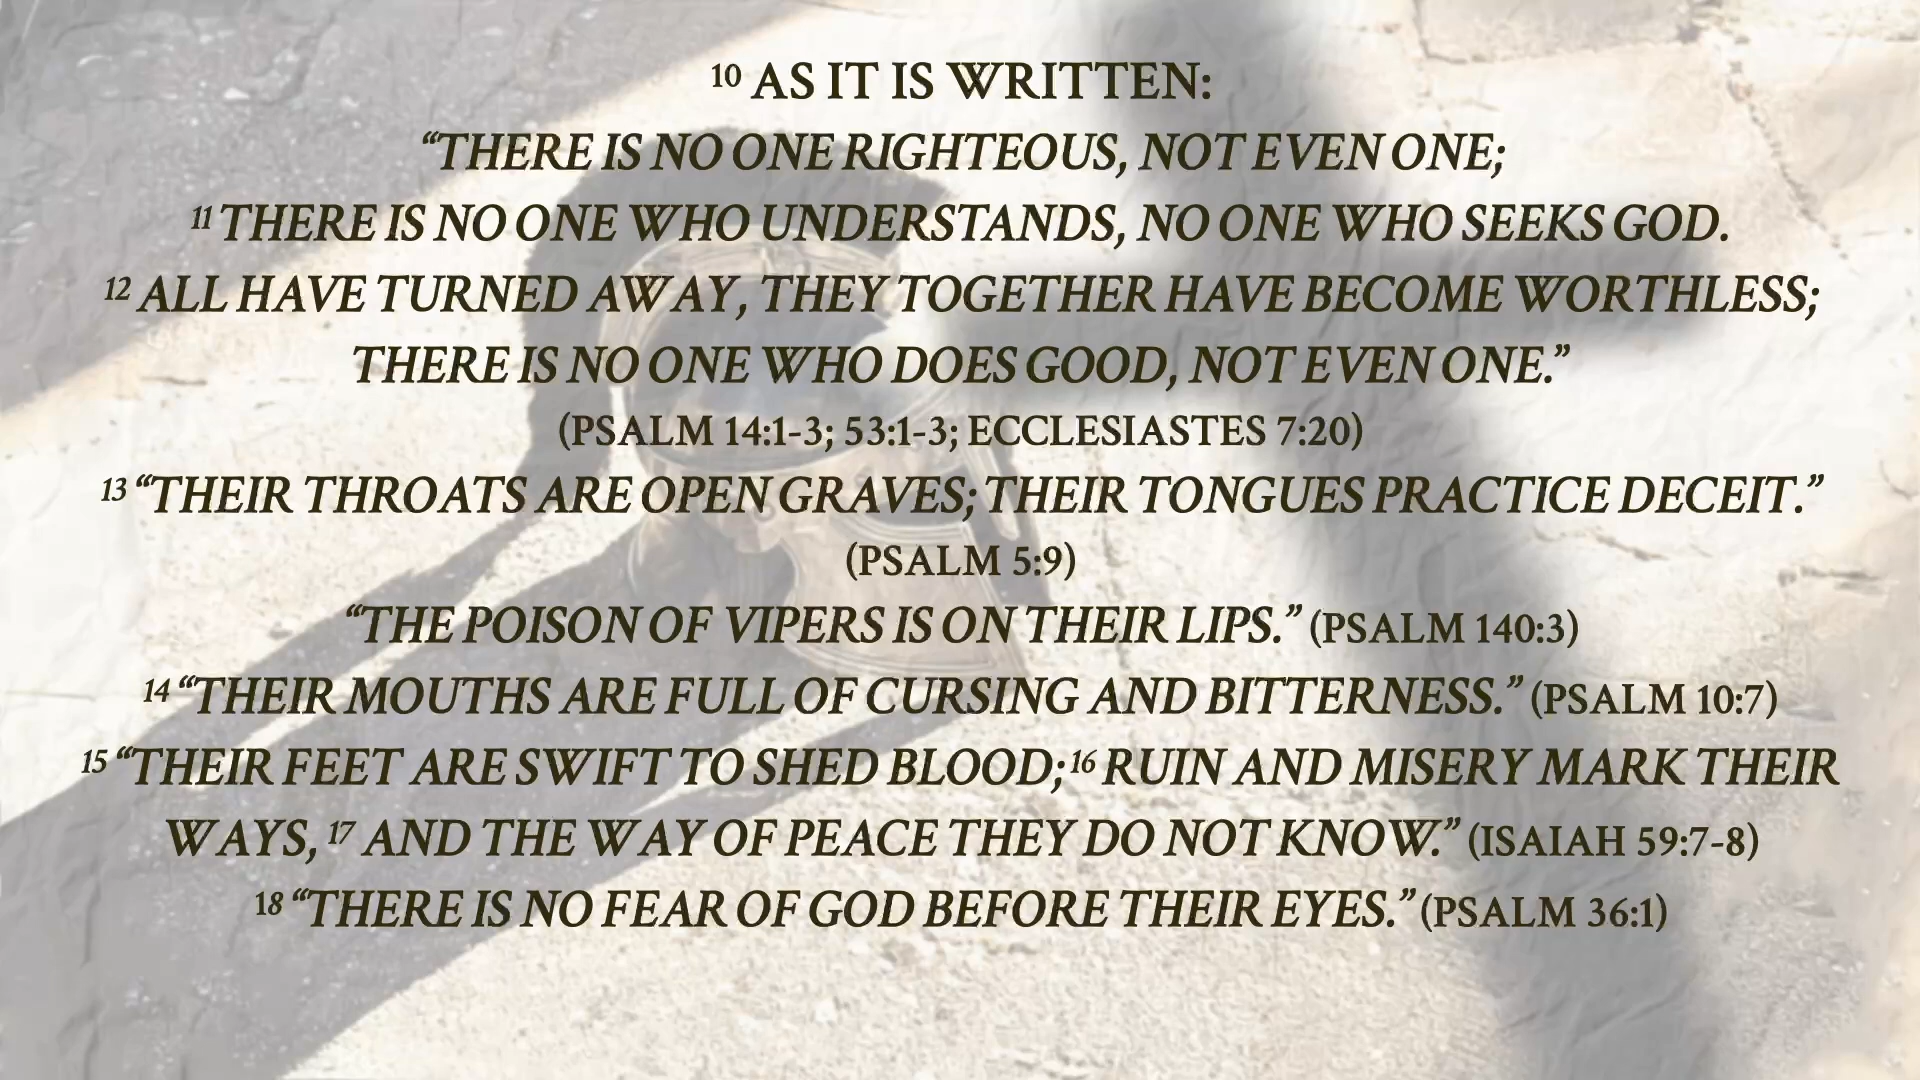 10 AS IT IS WRITTEN:
“THERE IS NO ONE RIGHTEOUS, NOT EVEN ONE;
11 THERE IS NO ONE WHO UNDERSTANDS, NO ONE WHO SEEKS GOD.
12 ALL HAVE TURNED AWAY, THEY TOGETHER HAVE BECOME WORTHLESS;
THERE IS NO ONE WHO DOES GOOD, NOT EVEN ONE.”
(PSALM 14:1-3; 53:1-3; ECCLESIASTES 7:20)
13 “THEIR THROATS ARE OPEN GRAVES; THEIR TONGUES PRACTICE DECEIT.”
(PSALM 5:9)
“THE POISON OF VIPERS IS ON THEIR LIPS.” (PSALM 140:3)
14 “THEIR MOUTHS ARE FULL OF CURSING AND BITTERNESS.” (PSALM 10:7)
15 “THEIR FEET ARE SWIFT TO SHED BLOOD; 16 RUIN AND MISERY MARK THEIR
WAYS, 17 AND THE WAY OF PEACE THEY DO NOT KNOW.” (ISAIAH 59:7-8)
18 “THERE IS NO FEAR OF GOD BEFORE THEIR EYES.” (PSALM 36:1)